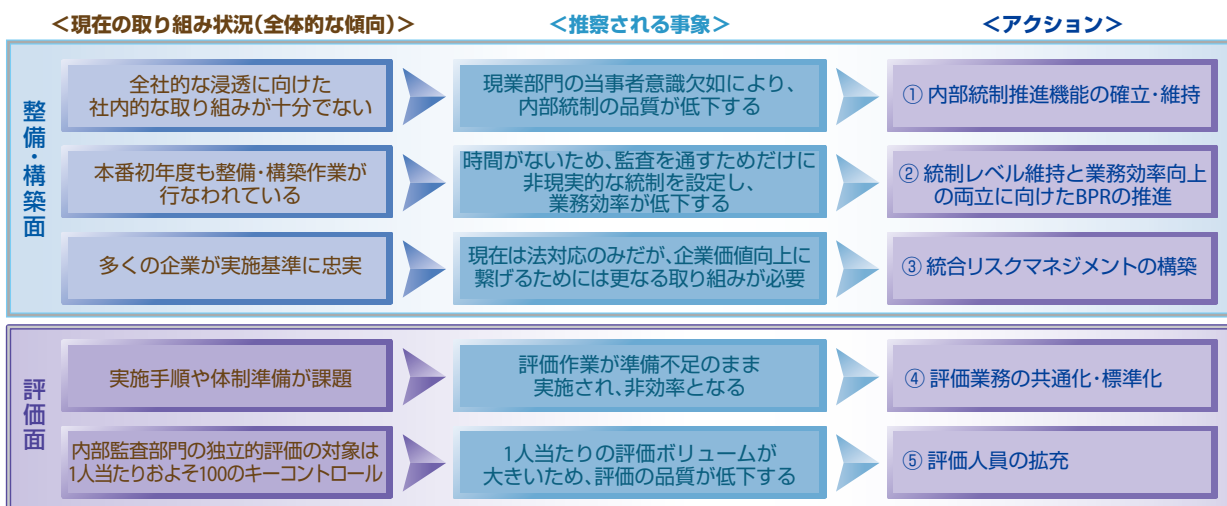 ＜現在の取り組み状況（全体的な傾向）＞
＜推察される事象＞
＜アクション＞
整備・構築面
全社的な浸透に向けた
社内的な取り組みが十分でない
現業部門の当事者意識欠如により、
内部統制の品質が低下する
① 内部統制推進機能の確立・維持
本番初年度も整備・構築作業が
行なわれている
時間がないため、監査を通すためだけに
非現実的な統制を設定し、
業務効率が低下する
② 統制レベル維持と業務効率向上
の両立に向けたBPRの推進
多くの企業が実施基準に忠実
現在は法対応のみだが、企業価値向上に
繋げるためには更なる取り組みが必要
③ 統合リスクマネジメントの構築
評価面
実施手順や体制準備が課題
評価作業が準備不足のまま
実施され、非効率となる
④ 評価業務の共通化・標準化
内部監査部門の独立的評価の対象は
1人当たりおよそ100のキーコントロール
1人当たりの評価ボリュームが
大きいため、評価の品質が低下する
⑤ 評価人員の拡充